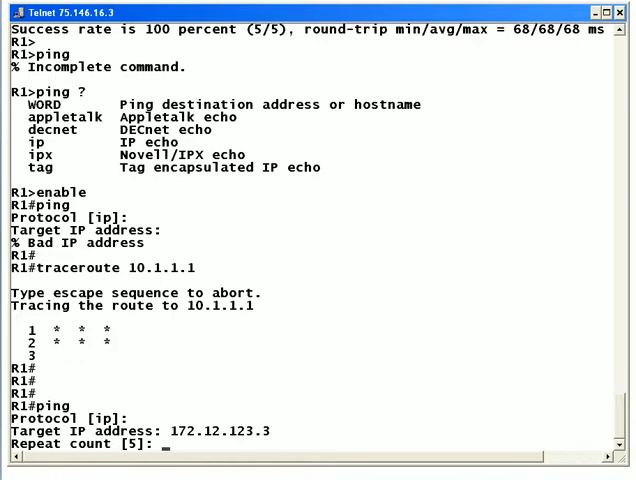 Telnet 75.146.16.3
Success rate is 100 percent (5/5), round-trip min/avg/max = 68/68/68 ms
R1>
R1>ping
% Incomplete command.
R1>ping ?
WORD Ping destination address or hostname
appletalk Appletalk echo
decnet DECnet echo
ip IP echo
ipx Novell/IPX echo
tag Tag encapsulated IP echo
R1>enable
R1#ping
Protocol [ip]:
Target IP address:
% Bad IP address
R1#
R1#traceroute 10.1.1.1
Type escape sequence to abort.
Tracing the route to 10.1.1.1
1 * * *
2 * * *
3
R1#
R1#
R1#
R1#ping
Protocol [ip]:
Target IP address: 172.12.123.3
Repeat count [5]: _